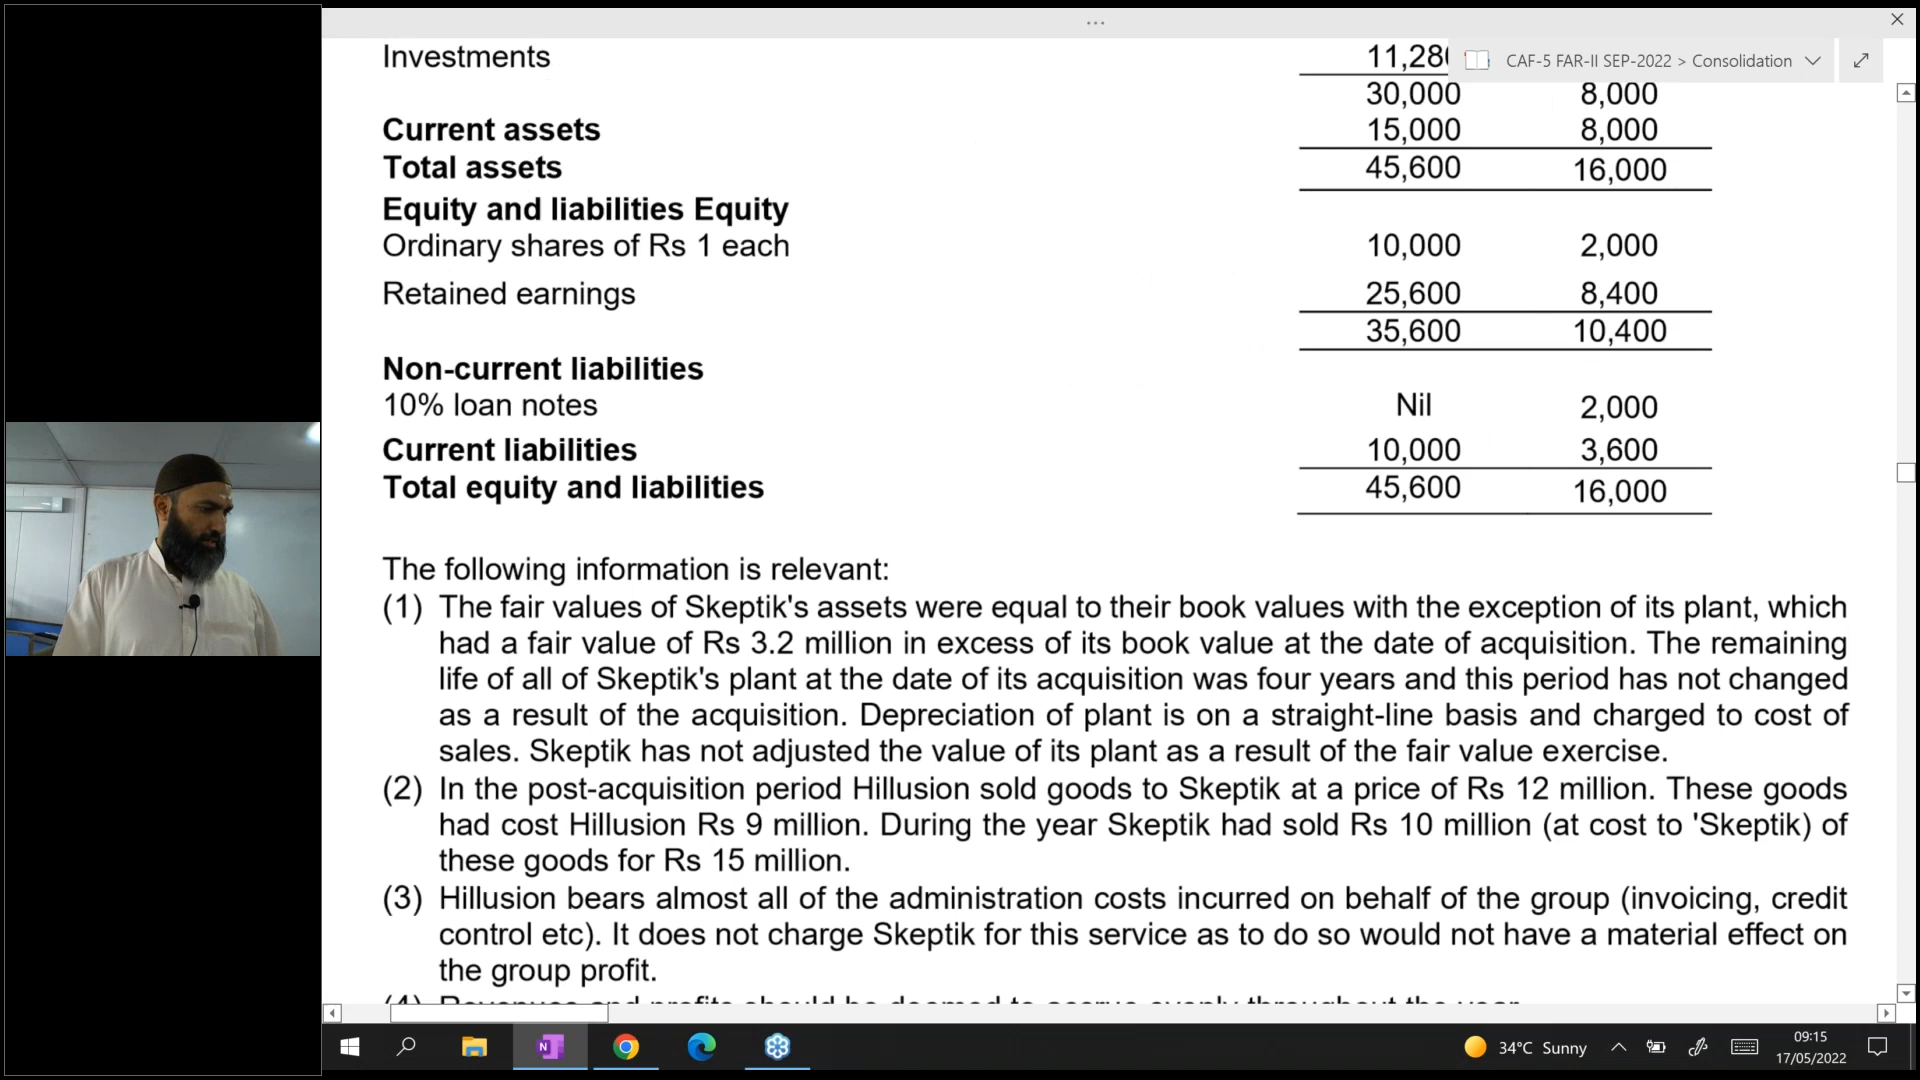 Investments 11,280
CAF-5 FAR-II SEP-2022 > Consolidation
30,000 8,000
Current assets 15,000 8,000
Total assets 45,600 16,000
Equity and liabilities Equity
Ordinary shares of Rs 1 each 10,000 2,000
Retained earnings 25,600 8,400
35,600 10,400
Non-current liabilities
10% loan notes Nil 2,000
Current liabilities 10,000 3,600
Total equity and liabilities 45,600 16,000
The following information is relevant:
(1) The fair values of Skeptik's assets were equal to their book values with the exception of its plant, which
had a fair value of Rs 3.2 million in excess of its book value at the date of acquisition. The remaining
life of all of Skeptik's plant at the date of its acquisition was four years and this period has not changed
as a result of the acquisition. Depreciation of plant is on a straight-line basis and charged to cost of
sales. Skeptik has not adjusted the value of its plant as a result of the fair value exercise.
(2) In the post-acquisition period Hillusion sold goods to Skeptik at a price of Rs 12 million. These goods
had cost Hillusion Rs 9 million. During the year Skeptik had sold Rs 10 million (at cost to 'Skeptik) of
these goods for Rs 15 million.
(3) Hillusion bears almost all of the administration costs incurred on behalf of the group (invoicing, credit
control etc). It does not charge Skeptik for this service as to do so would not have a material effect on
the group profit.
(4) Revenues and profits should be deemed to accrue evenly throughout the year.
34°C Sunny
09:15
17/05/2022